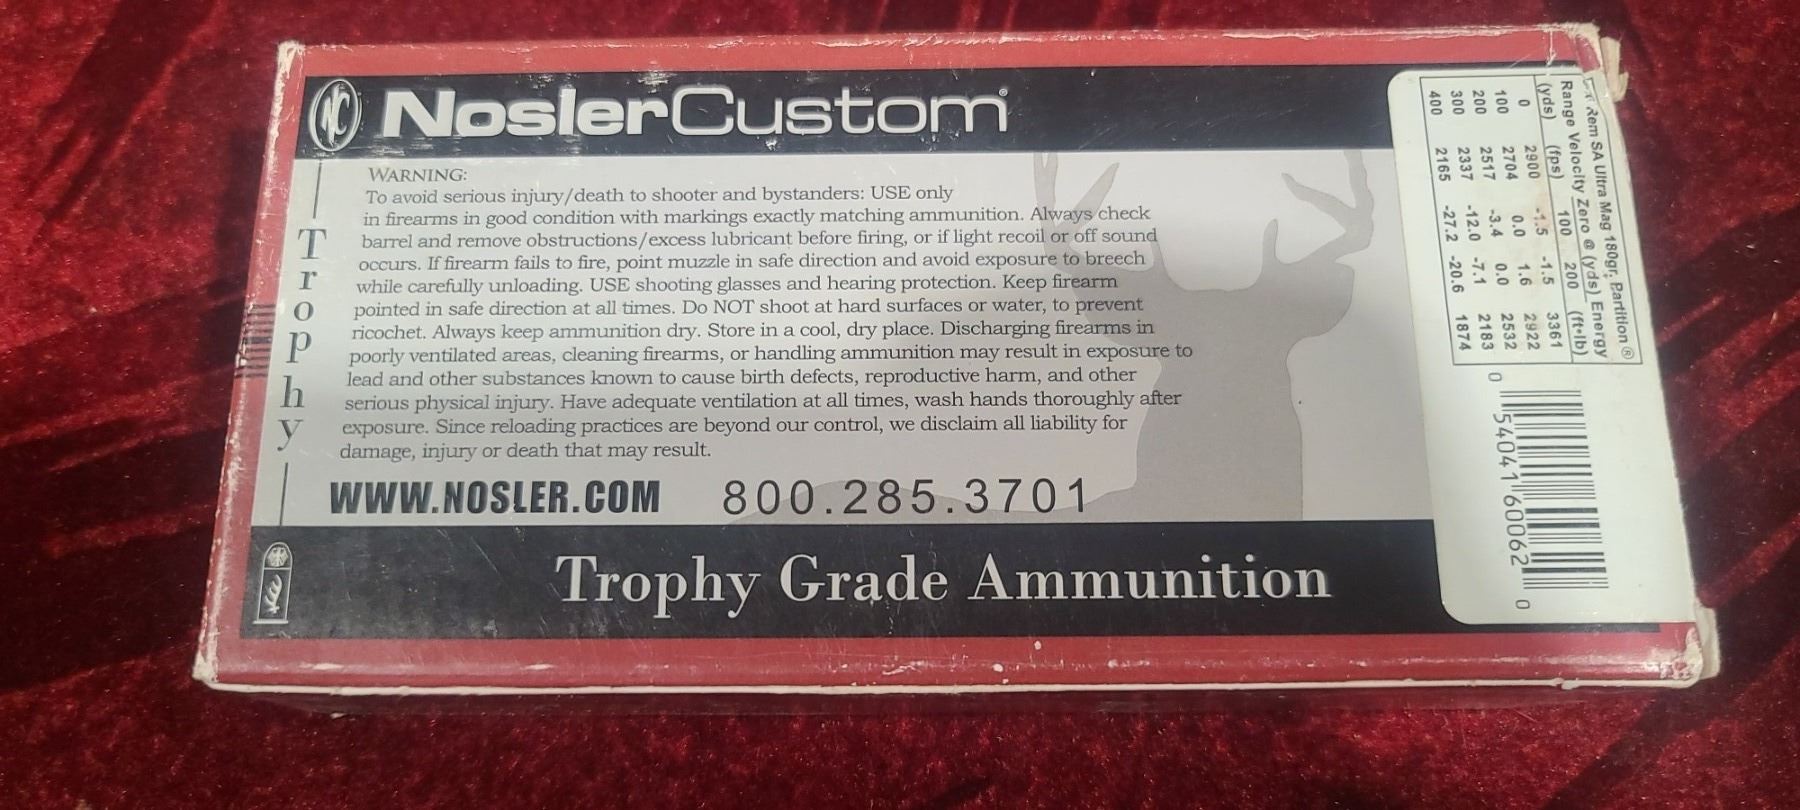 NC NoslerCustom®
WARNING:
To avoid serious injury/death to shooter and bystanders: USE only
in firearms in good condition with markings exactly matching ammunition. Always check
barrel and remove obstructions/excess lubricant before firing, or if light recoil or off sound
occurs. If firearm fails to fire, point muzzle in safe direction and avoid exposure to breech
while carefully unloading. USE shooting glasses and hearing protection. Keep firearm
pointed in safe direction at all times. Do NOT shoot at hard surfaces or water, to prevent
ricochet. Always keep ammunition dry. Store in a cool, dry place. Discharging firearms in
poorly ventilated areas, cleaning firearms, or handling ammunition may result in exposure to
lead and other substances known to cause birth defects, reproductive harm, and other
serious physical injury. Have adequate ventilation at all times, wash hands thoroughly after
exposure. Since reloading practices are beyond our control, we disclaim all liability for
damage, injury or death that may result.
WWW.NOSLER.COM 800.285.3701
Trophy
Trophy Grade Ammunition
Rem SA Ultra Mag 180gr. Partition®
Range Velocity Zero @ (yds) Energy
(yds) (fps) 100 200 (ft•lb)
0 2900 -1.5 -1.5 3361
100 2704 0.0 1.6 2922
200 2517 -3.4 0.0 2532
300 2337 -12.0 -7.1 2183
400 2165 -27.2 -20.6 1874
0 54041 60062 0